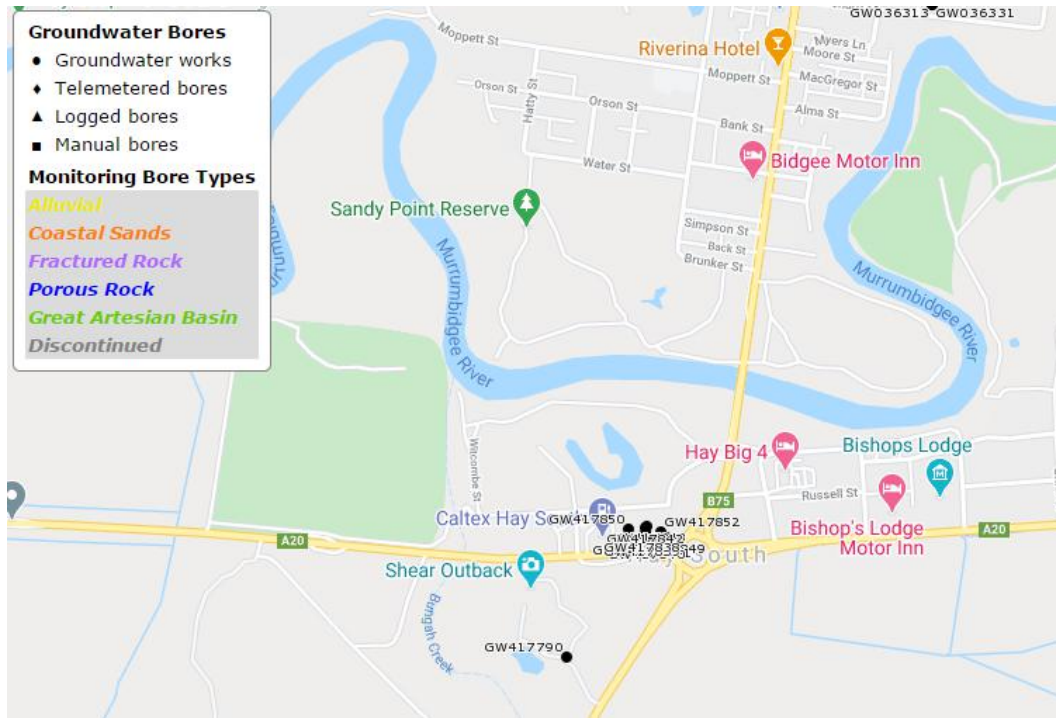 Groundwater Bores
Groundwater works
Telemetered bores
Logged bores
Manual bores
Monitoring Bore Types
Alluvial
Coastal Sands
Fractured Rock
Porous Rock
Great Artesian Basin
Discontinued
GW036313 GW036331
Moppett St
Riverina Hotel
Myers Ln
Moore St
Moppett St
MacGregor St
Orson St
Orson St
Hatty St
Alma St
Bank St
Water St
Bidgee Motor Inn
Sandy Point Reserve
Simpson St
Back St
Brunker St
Murrumbidgee River
Murrumbidgee River
Witcombe St
Hay Big 4
Bishops Lodge
Russell St
B75
Bishop's Lodge
Motor Inn
A20
A20
Caltex Hay
GW417850
GW417852
GW417842
GW417838
South
Shear Outback
Bungah Creek
GW417790